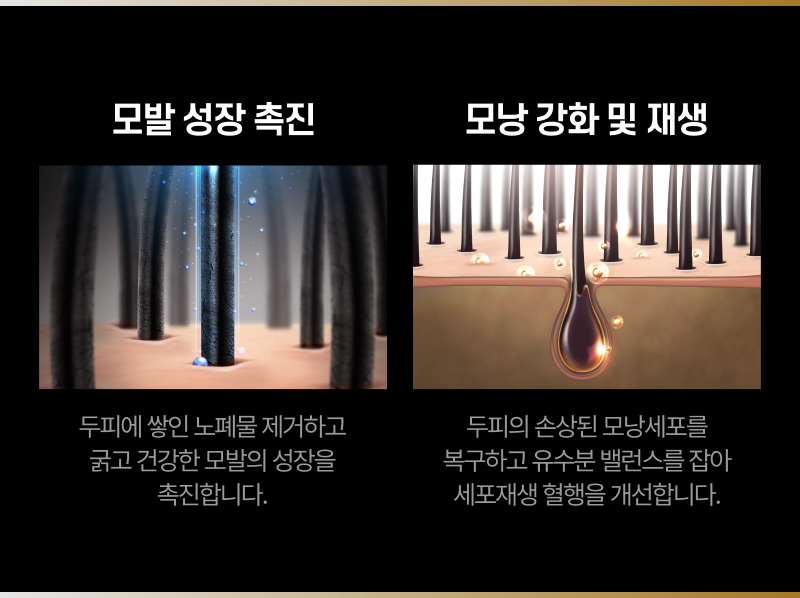 모발 성장 촉진
두피에 쌓인 노폐물 제거하고
굵고 건강한 모발의 성장을
촉진합니다.
모낭 강화 및 재생
두피의 손상된 모낭세포를
복구하고 유수분 밸런스를 잡아
세포재생 혈행을 개선합니다.